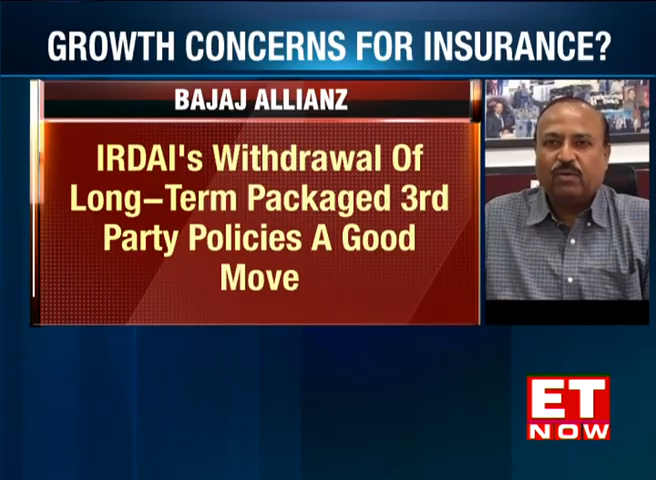 GROWTH CONCERNS FOR INSURANCE?
BAJAJ ALLIANZ
IRDAI's Withdrawal Of
Long–Term Packaged 3rd
Party Policies A Good
Move
ET
NOW